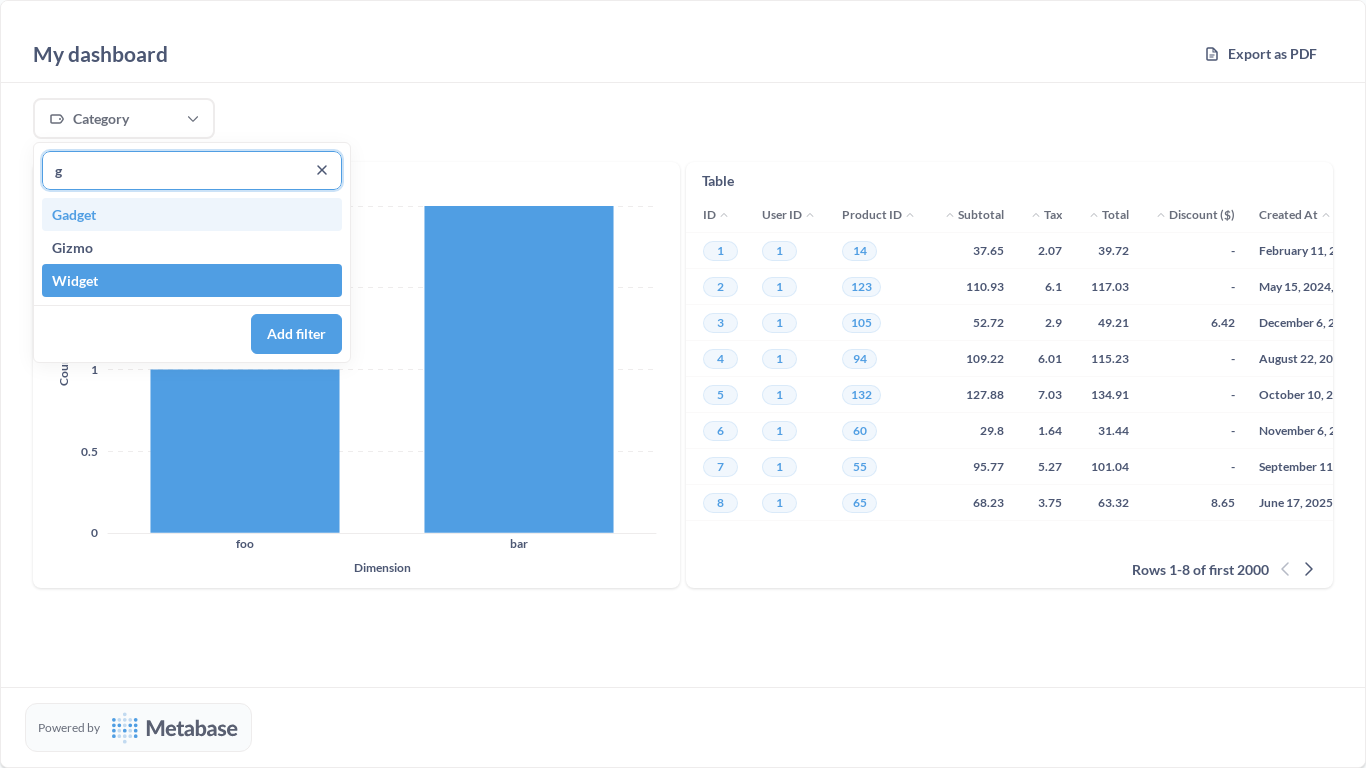 My dashboard
Export as PDF
Category
g
Gadget
Gizmo
Widget
Add filter
1
0.5
0
foo
bar
Dimension
Table
ID User ID Product ID Subtotal Tax Total Discount ($) Created At
1 1 14 37.65 2.07 39.72 - February 11, 2
2 1 123 110.93 6.1 117.03 - May 15, 2024,
3 1 105 52.72 2.9 49.21 6.42 December 6, 2
4 1 94 109.22 6.01 115.23 - August 22, 20
5 1 132 127.88 7.03 134.91 - October 10, 2
6 1 60 29.8 1.64 31.44 - November 6, 2
7 1 55 95.77 5.27 101.04 - September 11
8 1 65 68.23 3.75 63.32 8.65 June 17, 2025
Rows 1-8 of first 2000
Powered by Metabase